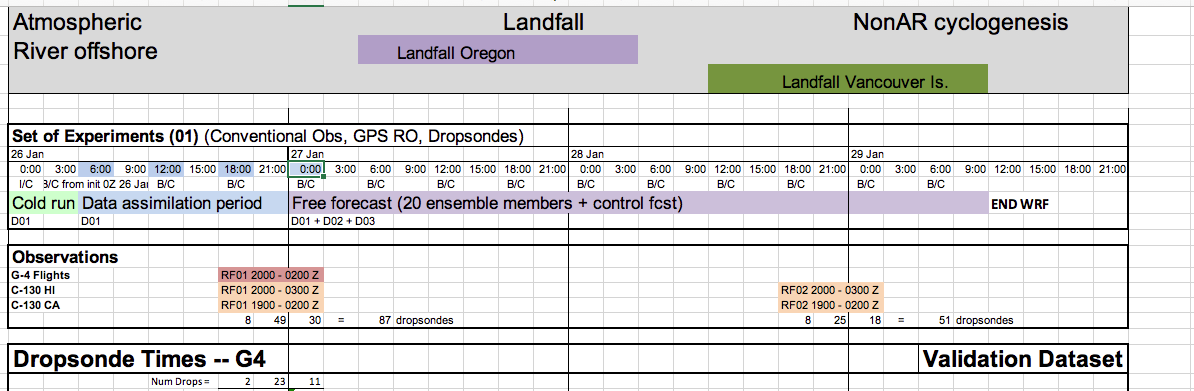 Atmospheric Landfall NonAR cyclogenesis
River offshore Landfall Oregon
Landfall Vancouver Is.
Set of Experiments (01) (Conventional Obs, GPS RO, Dropsondes)
26 Jan 27 Jan 28 Jan 29 Jan
0:00 3:00 6:00 9:00 12:00 15:00 18:00 21:00 0:00 3:00 6:00 9:00 12:00 15:00 18:00 21:00 0:00 3:00 6:00 9:00 12:00 15:00 18:00 21:00 0:00 3:00 6:00 9:00 12:00 15:00 18:00 21:00
I/C B/C from init 0Z 26 Jan B/C B/C B/C B/C B/C B/C B/C B/C B/C B/C B/C B/C
Cold run Data assimilation period Free forecast (20 ensemble members + control fcst) END WRF
D01 D01 D01 + D02 + D03
Observations
G-4 Flights RF01 2000 - 0200 Z
C-130 HI RF01 2000 - 0300 Z RF02 2000 - 0300 Z
C-130 CA RF01 1900 - 0200 Z RF02 1900 - 0200 Z
8 49 30 = 87 dropsondes 8 25 18 = 51 dropsondes
Dropsonde Times -- G4 Validation Dataset
Num Drops = 2 23 11